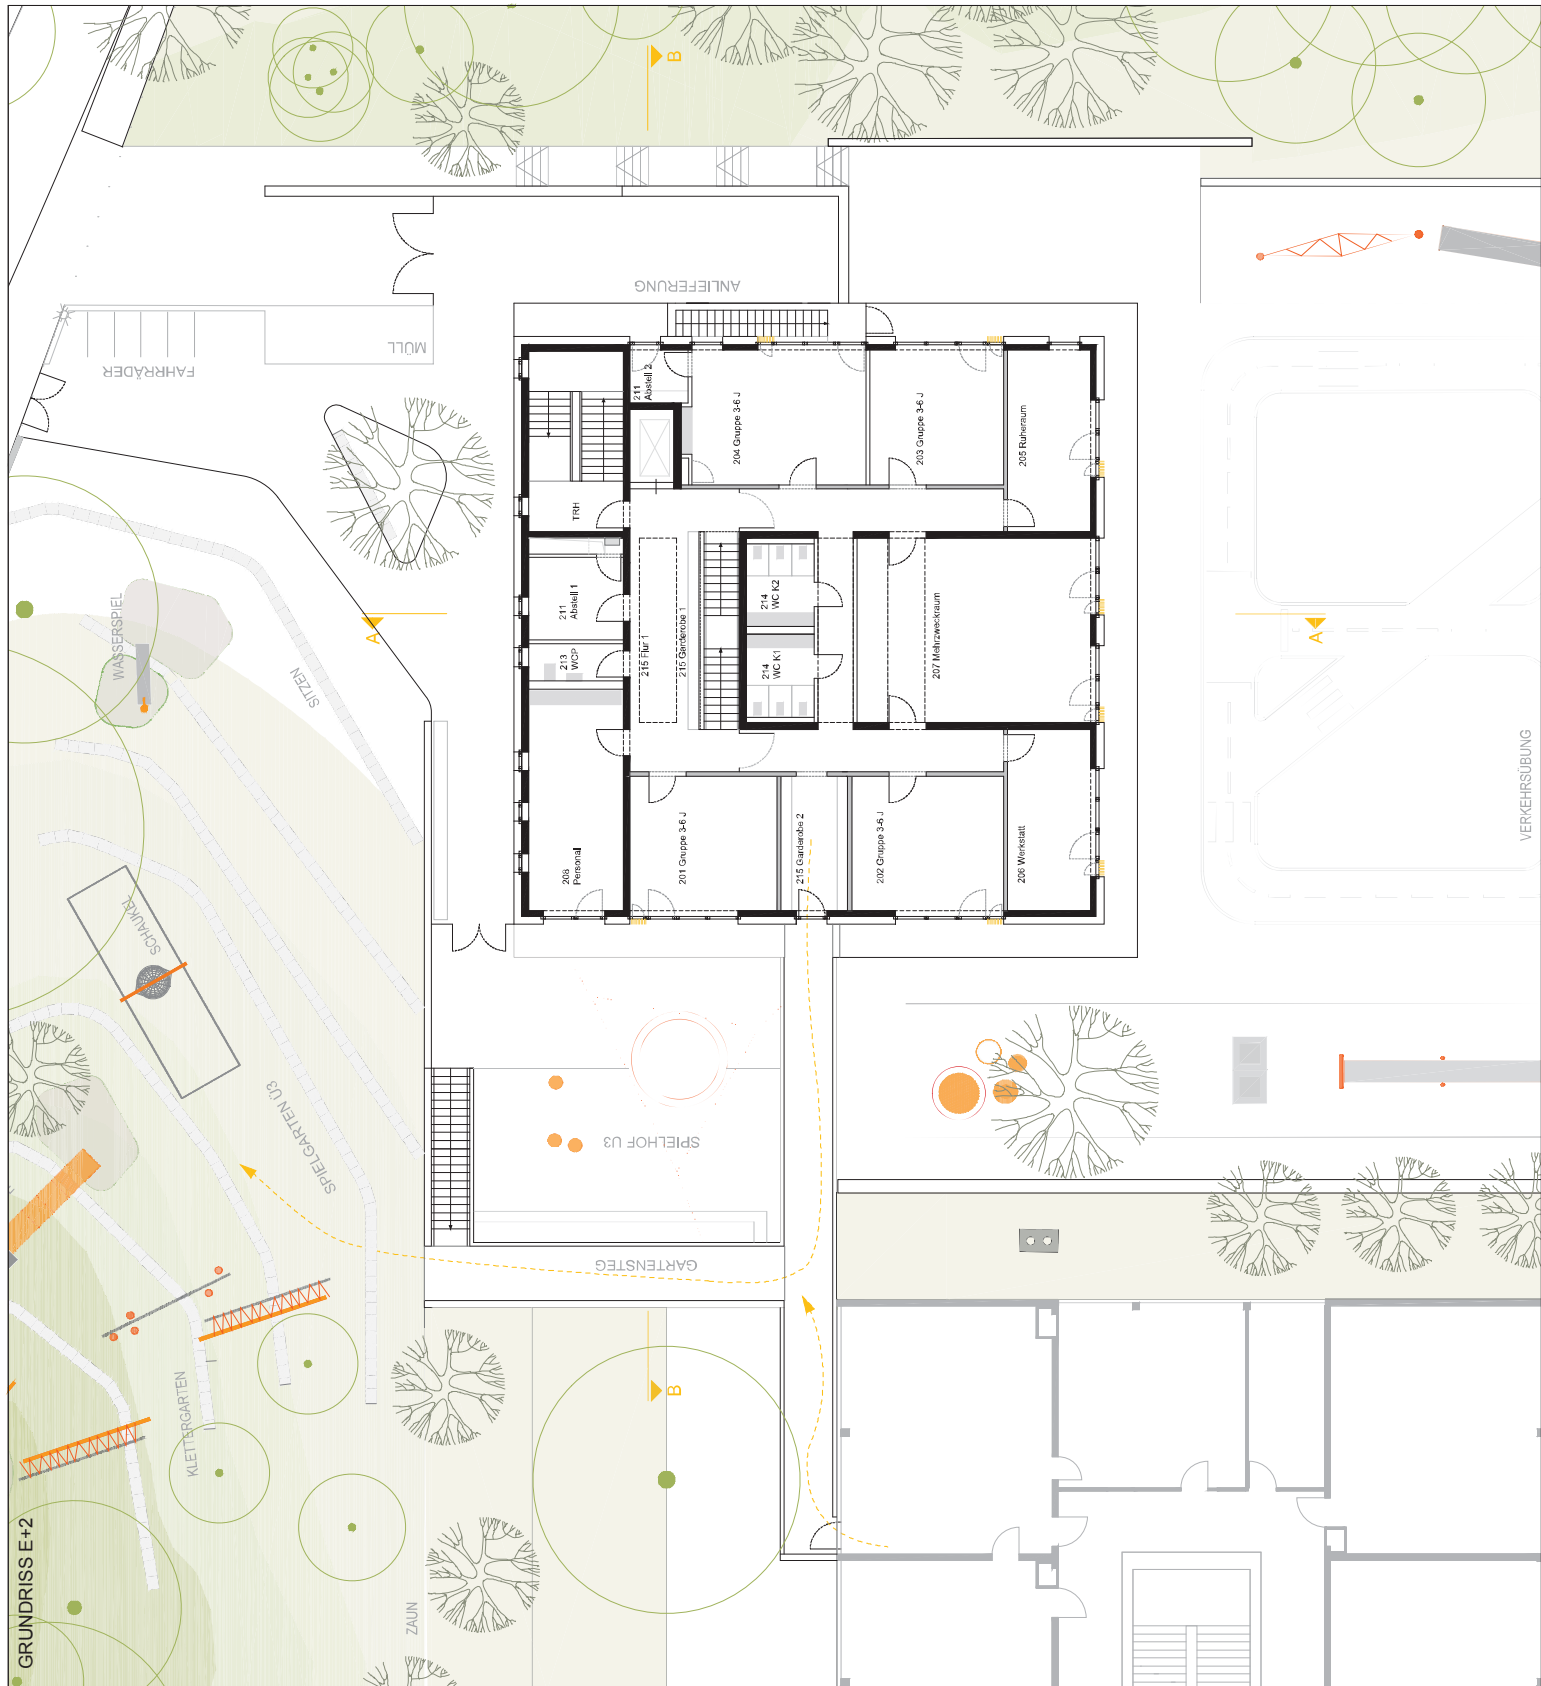 GRUNDRISS E+2
B
ANLIEFERUNG
MÜLL
FAHRRÄDER
211
Abstell 2
204 Gruppe 3-6 J
203 Gruppe 3-6 J
205 Ruheraum
TRH
211
Abstell 1
213
WCP
215 Flur 1
215 Garderobe 1
214
WC K2
214
WC K1
207 Mehrzweckraum
208
Personal
201 Gruppe 3-6 J
215 Garderobe 2
202 Gruppe 3-6 J
206 Werkstatt
A
A
WASSERSPIEL
SITZEN
SCHAUKEL
SPIELGARTEN Ü3
SPIELHOF U3
GARTENSTEG
KLETTERGARTEN
ZAUN
VERKEHRSÜBUNG
B